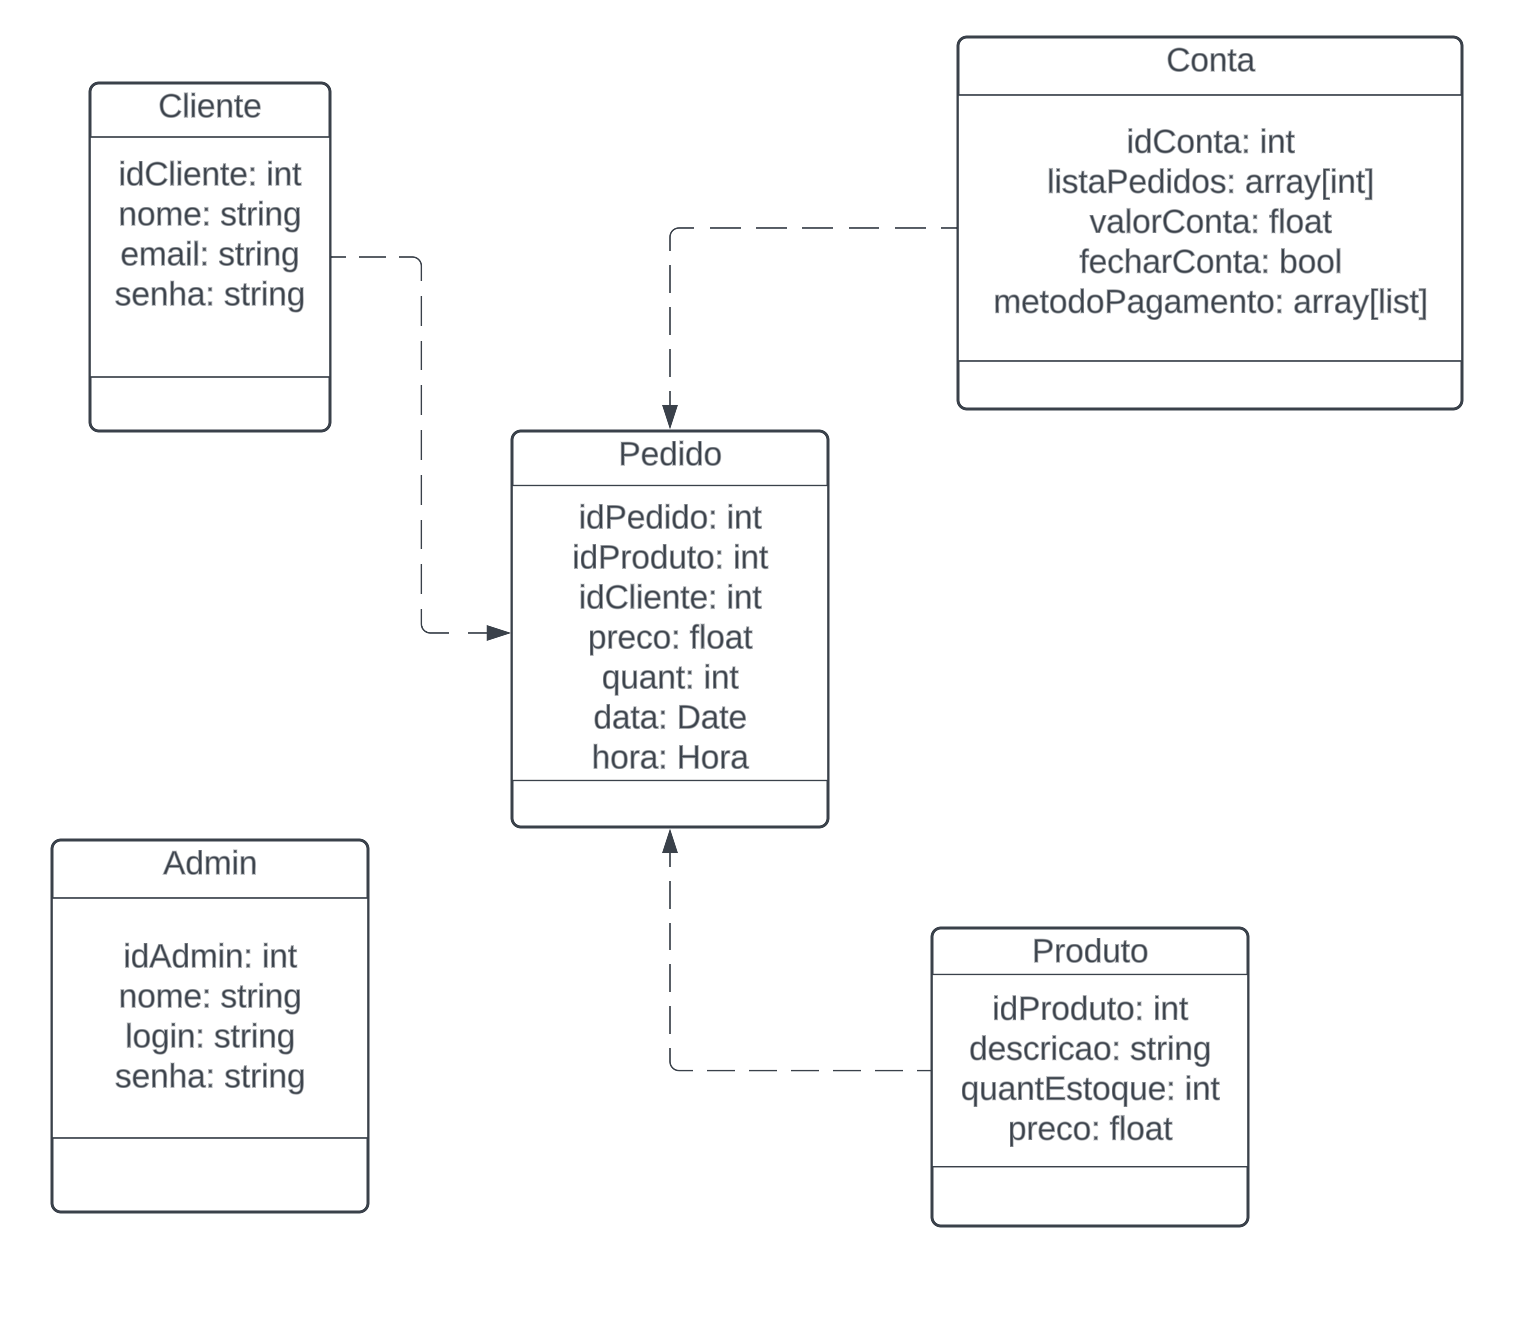 Cliente
idCliente: int
nome: string
email: string
senha: string
Conta
idConta: int
listaPedidos: array[int]
valorConta: float
fecharConta: bool
metodoPagamento: array[list]
Pedido
idPedido: int
idProduto: int
idCliente: int
preco: float
quant: int
data: Date
hora: Hora
Admin
idAdmin: int
nome: string
login: string
senha: string
Produto
idProduto: int
descricao: string
quantEstoque: int
preco: float